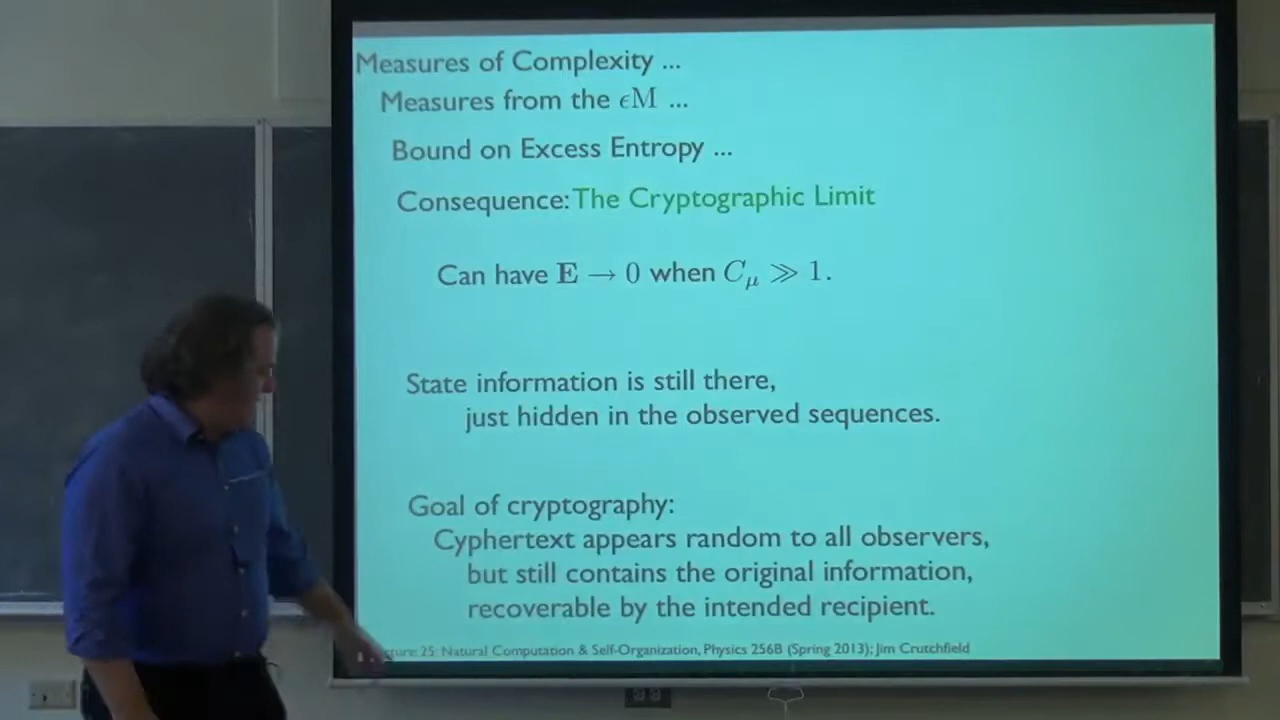 Measures of Complexity ...
Measures from the ϵM ...
Bound on Excess Entropy ...
Consequence: The Cryptographic Limit
Can have E → 0 when Cμ ≫ 1.
State information is still there,
just hidden in the observed sequences.
Goal of cryptography:
Cyphertext appears random to all observers,
but still contains the original information,
recoverable by the intended recipient.
25: Natural Computation & Self-Organization, Physics 256B (Spring 2013); Jim Crutchfield